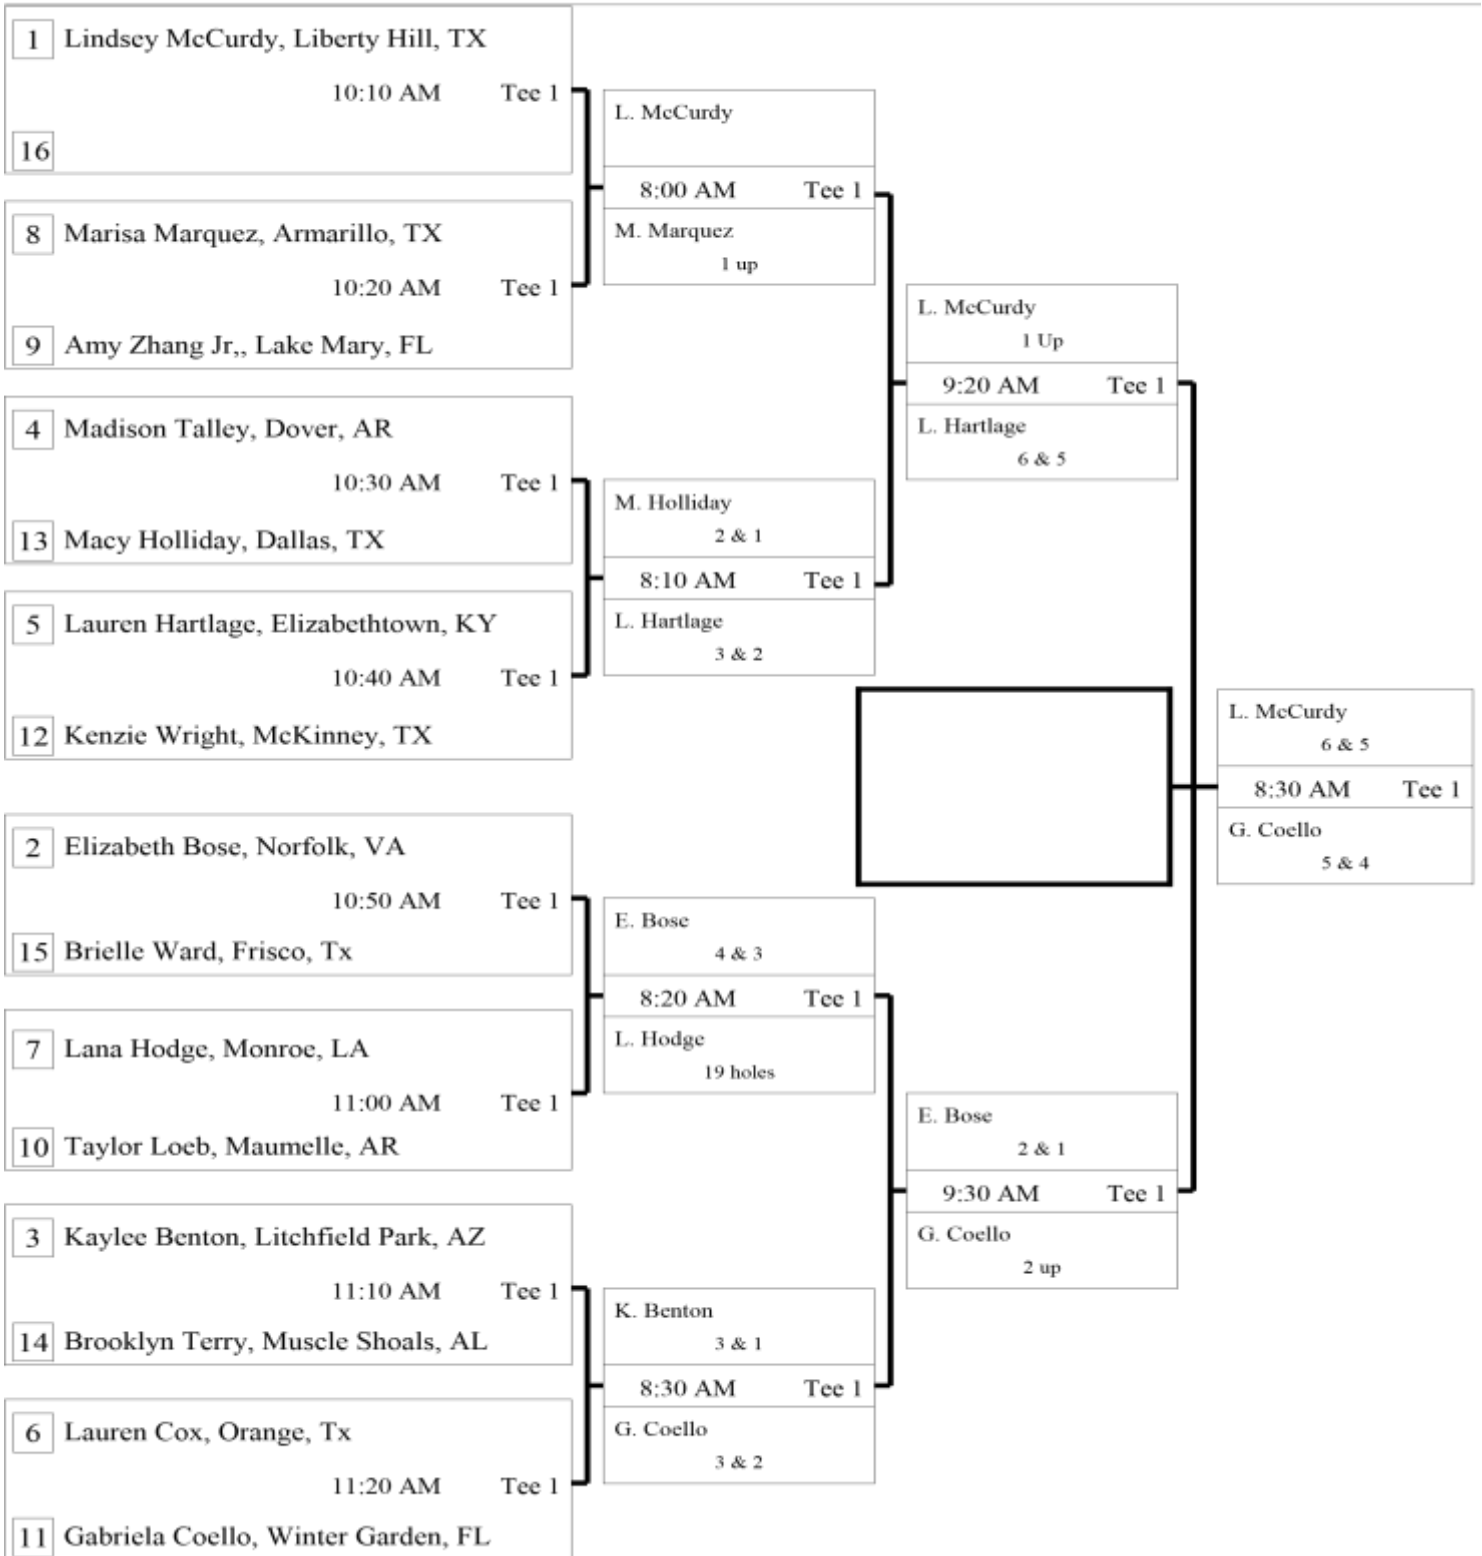 1 Lindsey McCurdy, Liberty Hill, TX
10:10 AM Tee 1
16
8 Marisa Marquez, Armarillo, TX
10:20 AM Tee 1
9 Amy Zhang Jr,, Lake Mary, FL
4 Madison Talley, Dover, AR
10:30 AM Tee 1
13 Macy Holliday, Dallas, TX
5 Lauren Hartlage, Elizabethtown, KY
10:40 AM Tee 1
12 Kenzie Wright, McKinney, TX
2 Elizabeth Bose, Norfolk, VA
10:50 AM Tee 1
15 Brielle Ward, Frisco, Tx
7 Lana Hodge, Monroe, LA
11:00 AM Tee 1
10 Taylor Loeb, Maumelle, AR
3 Kaylee Benton, Litchfield Park, AZ
11:10 AM Tee 1
14 Brooklyn Terry, Muscle Shoals, AL
6 Lauren Cox, Orange, Tx
11:20 AM Tee 1
11 Gabriela Coello, Winter Garden, FL
L. McCurdy
8:00 AM Tee 1
M. Marquez
1 up
M. Holliday
2 & 1
8:10 AM Tee 1
L. Hartlage
3 & 2
E. Bose
4 & 3
8:20 AM Tee 1
L. Hodge
19 holes
K. Benton
3 & 1
8:30 AM Tee 1
G. Coello
3 & 2
L. McCurdy
1 Up
9:20 AM Tee 1
L. Hartlage
6 & 5
E. Bose
2 & 1
9:30 AM Tee 1
G. Coello
2 up
L. McCurdy
6 & 5
8:30 AM Tee 1
G. Coello
5 & 4